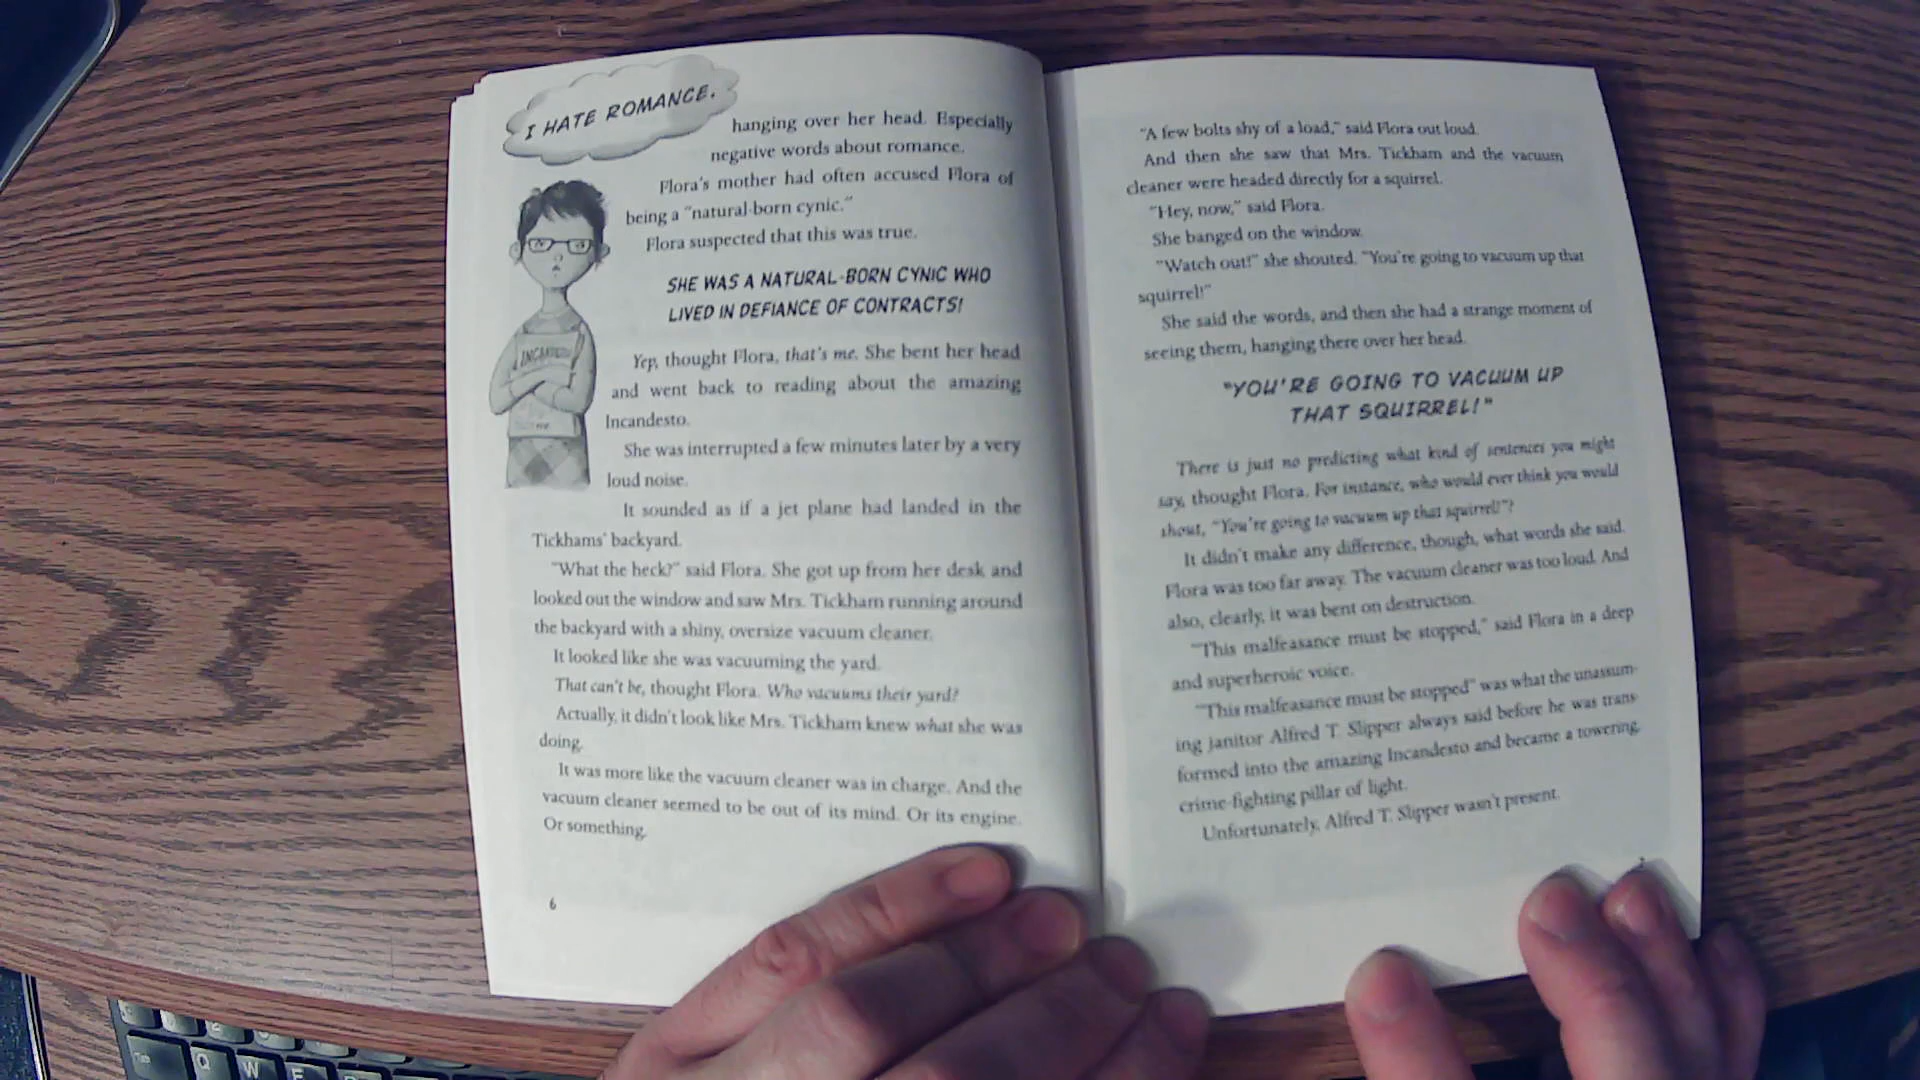 I HATE ROMANCE.
hanging over her head. Especially
negative words about romance.
Flora's mother had often accused Flora of
being a "natural-born cynic."
Flora suspected that this was true.
SHE WAS A NATURAL-BORN CYNIC WHO
LIVED IN DEFIANCE OF CONTRACTS!
Yep, thought Flora, that's me. She bent her head
and went back to reading about the amazing
Incandesto.
She was interrupted a few minutes later by a very
loud noise.
It sounded as if a jet plane had landed in the
Tickhams' backyard.
"What the heck?" said Flora. She got up from her desk and
looked out the window and saw Mrs. Tickham running around
the backyard with a shiny, oversize vacuum cleaner.
It looked like she was vacuuming the yard.
That can't be, thought Flora. Who vacuums their yard?
Actually, it didn't look like Mrs. Tickham knew what she was
doing.
It was more like the vacuum cleaner was in charge. And the
vacuum cleaner seemed to be out of its mind. Or its engine.
Or something.
6
"A few bolts shy of a load," said Flora out loud.
And then she saw that Mrs. Tickham and the vacuum
cleaner were headed directly for a squirrel.
"Hey, now," said Flora.
She banged on the window.
"Watch out!" she shouted. "You're going to vacuum up that
squirrel!"
She said the words, and then she had a strange moment of
seeing them, hanging there over her head.
"YOU'RE GOING TO VACUUM UP
THAT SQUIRREL!"
There is just no predicting what kind of sentences you might
say, thought Flora. For instance, who would ever think you would
shout, "You're going to vacuum up that squirrel!"?
It didn't make any difference, though, what words she said.
Flora was too far away. The vacuum cleaner was too loud. And
also, clearly, it was bent on destruction.
"This malfeasance must be stopped," said Flora in a deep
and superheroic voice.
"This malfeasance must be stopped" was what the unassum-
ing janitor Alfred T. Slipper always said before he was trans-
formed into the amazing Incandesto and became a towering,
crime-fighting pillar of light.
Unfortunately, Alfred T. Slipper wasn't present.
Tab
Q
W
E